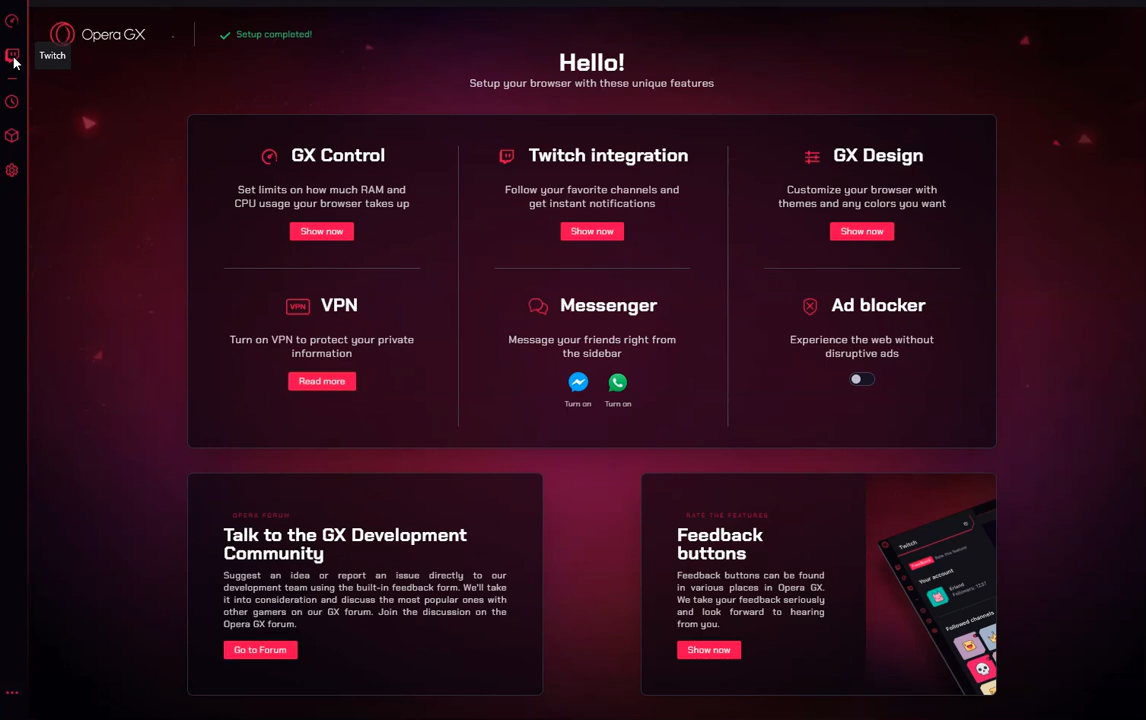 Opera GX
Setup completed!
Twitch
Hello!
Setup your browser with these unique features
GX Control
Set limits on how much RAM and
CPU usage your browser takes up
Show now
Twitch integration
Follow your favorite channels and
get instant notifications
Show now
GX Design
Customize your browser with
themes and any colors you want
Show now
VPN
VPN
Turn on VPN to protect your private
information
Read more
Messenger
Message your friends right from
the sidebar
Turn on
Turn on
Ad blocker
Experience the web without
disruptive ads
OPERA FORUM
Talk to the GX Development
Community
Suggest an idea or report an issue directly to our
development team using the built-in feedback form. We'll take
it into consideration and discuss the most popular ones with
other gamers on our GX forum. Join the discussion on the
Opera GX forum.
Go to Forum
RATE THE FEATURES
Feedback
buttons
Feedback buttons can be found
in various places in Opera GX.
We take your feedback seriously
and look forward to hearing
from you.
Show now
Twitch
Feedback Rate this feature
Your account
Erlend
Followers: 1237
Followed channels